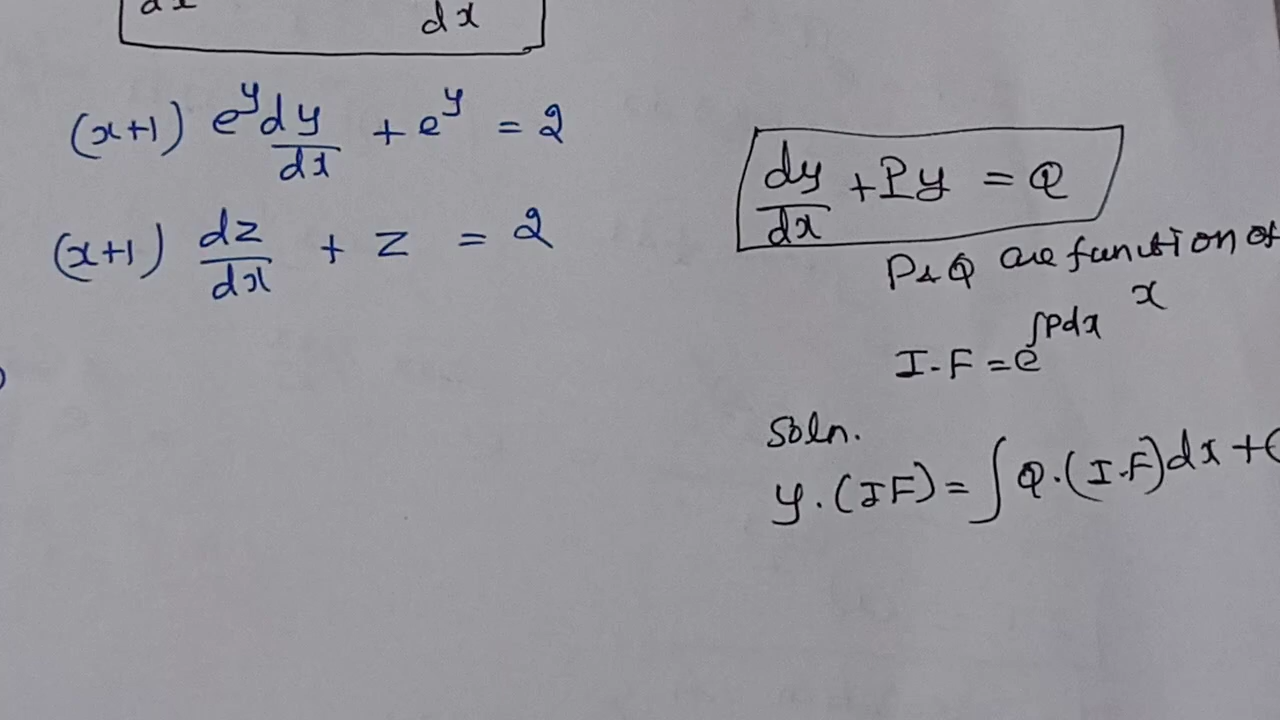 dx
(x+1) e^y dy/dx + e^y = 2
(x+1) dz/dx + z = 2
dy/dx + Py = Q
P & Q are function of
x
I.F = e^∫Pdx
Soln.
y.(IF) = ∫ Q.(I.F) dx + C